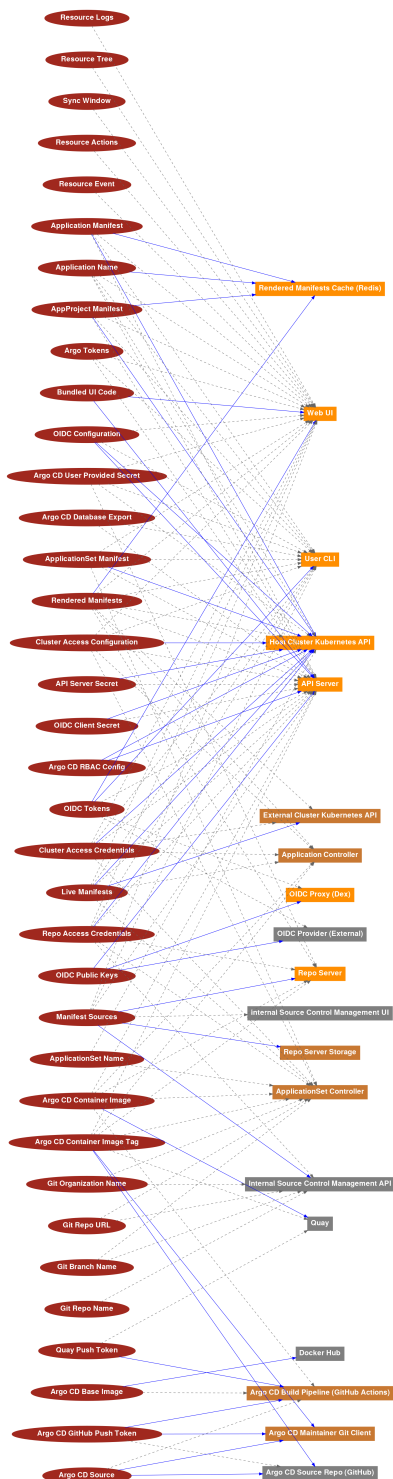 Resource Logs
Resource Tree
Sync Window
Resource Actions
Resource Event
Application Manifest
Application Name
Rendered Manifests Cache (Redis)
AppProject Manifest
Argo Tokens
Bundled UI Code
Web UI
OIDC Configuration
Argo CD User Provided Secret
Argo CD Database Export
ApplicationSet Manifest
User CLI
Rendered Manifests
Cluster Access Configuration
Host Cluster Kubernetes API
API Server Secret
API Server
OIDC Client Secret
Argo CD RBAC Config
OIDC Tokens
External Cluster Kubernetes API
Cluster Access Credentials
Application Controller
Live Manifests
OIDC Proxy (Dex)
Repo Access Credentials
OIDC Provider (External)
OIDC Public Keys
Repo Server
Manifest Sources
Internal Source Control Management UI
ApplicationSet Name
Repo Server Storage
Argo CD Container Image
ApplicationSet Controller
Argo CD Container Image Tag
Git Organization Name
Internal Source Control Management API
Git Repo URL
Quay
Git Branch Name
Git Repo Name
Quay Push Token
Docker Hub
Argo CD Base Image
Argo CD Build Pipeline (GitHub Actions)
Argo CD GitHub Push Token
Argo CD Maintainer Git Client
Argo CD Source
Argo CD Source Repo (GitHub)